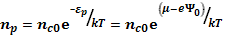 n_p = n_{c0}e^{-ε_p/kT} = n_{c0}e^{(μ−eΨ_0)/kT}